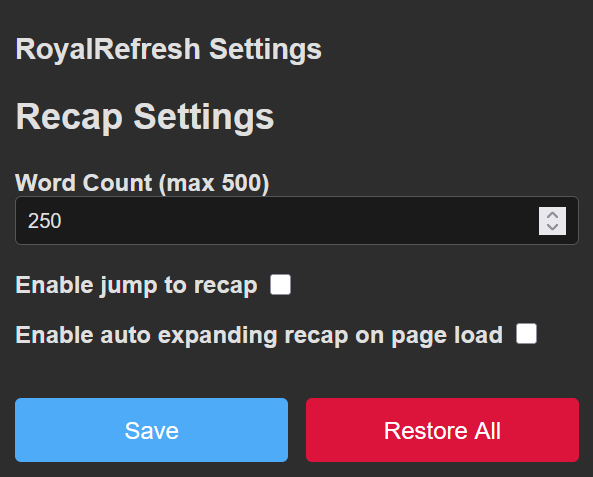 RoyalRefresh Settings
Recap Settings
Word Count (max 500)
250
Enable jump to recap
Enable auto expanding recap on page load
Save
Restore All